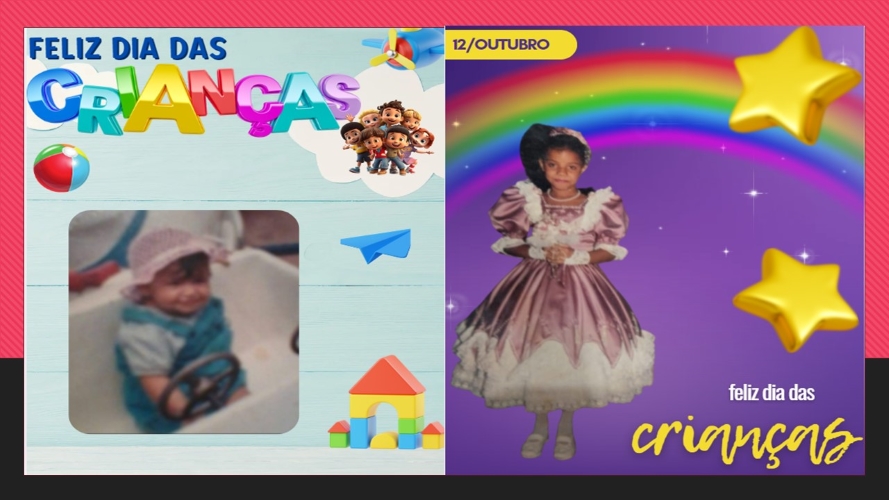 FELIZ DIA DAS
CRIANÇAS
12/OUTUBRO
feliz dia das
crianças